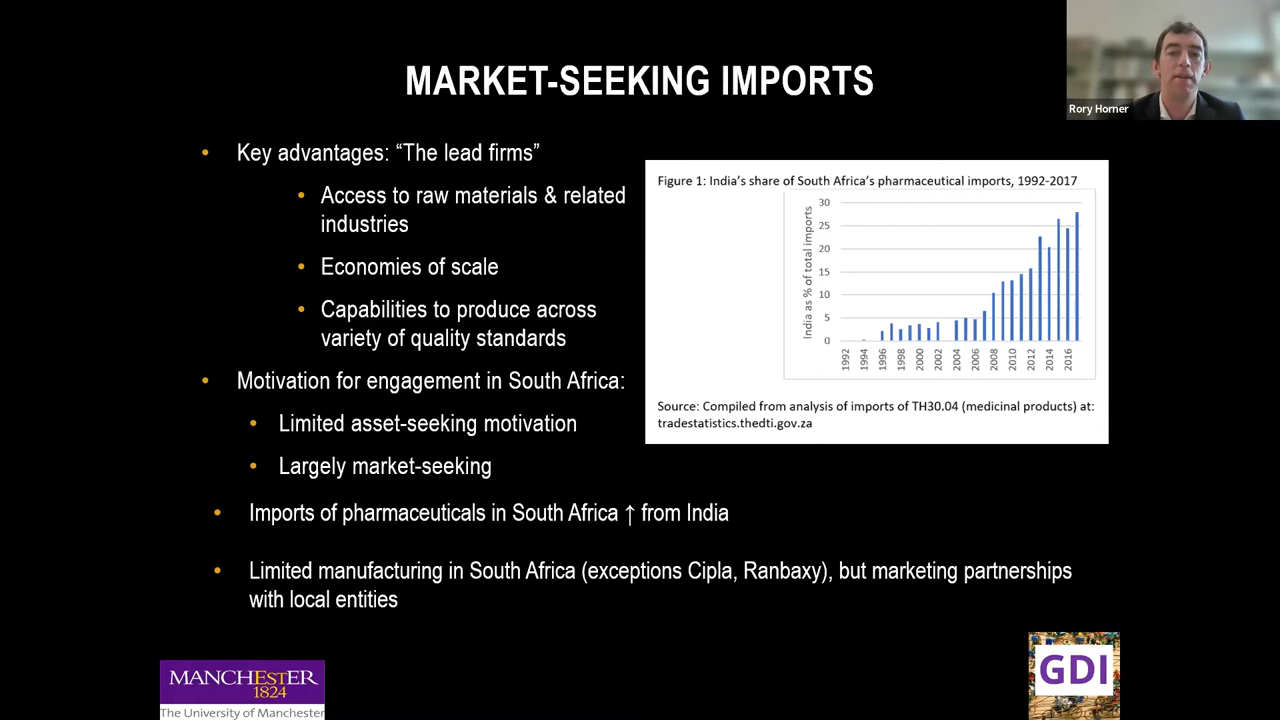 MARKET-SEEKING IMPORTS
Rory Horner
• Key advantages: “The lead firms”
• Access to raw materials & related
industries
• Economies of scale
• Capabilities to produce across
variety of quality standards
• Motivation for engagement in South Africa:
• Limited asset-seeking motivation
• Largely market-seeking
• Imports of pharmaceuticals in South Africa ↑ from India
• Limited manufacturing in South Africa (exceptions Cipla, Ranbaxy), but marketing partnerships
with local entities
Figure 1: India's share of South Africa's pharmaceutical imports, 1992-2017
India as % of total imports
30
25
20
15
10
5
0
1992
1994
1996
1998
2000
2002
2004
2006
2008
2010
2012
2014
2016
Source: Compiled from analysis of imports of TH30.04 (medicinal products) at:
tradestatistics.thedti.gov.za
MANCHESTER
1824
The University of Manchester
GDI